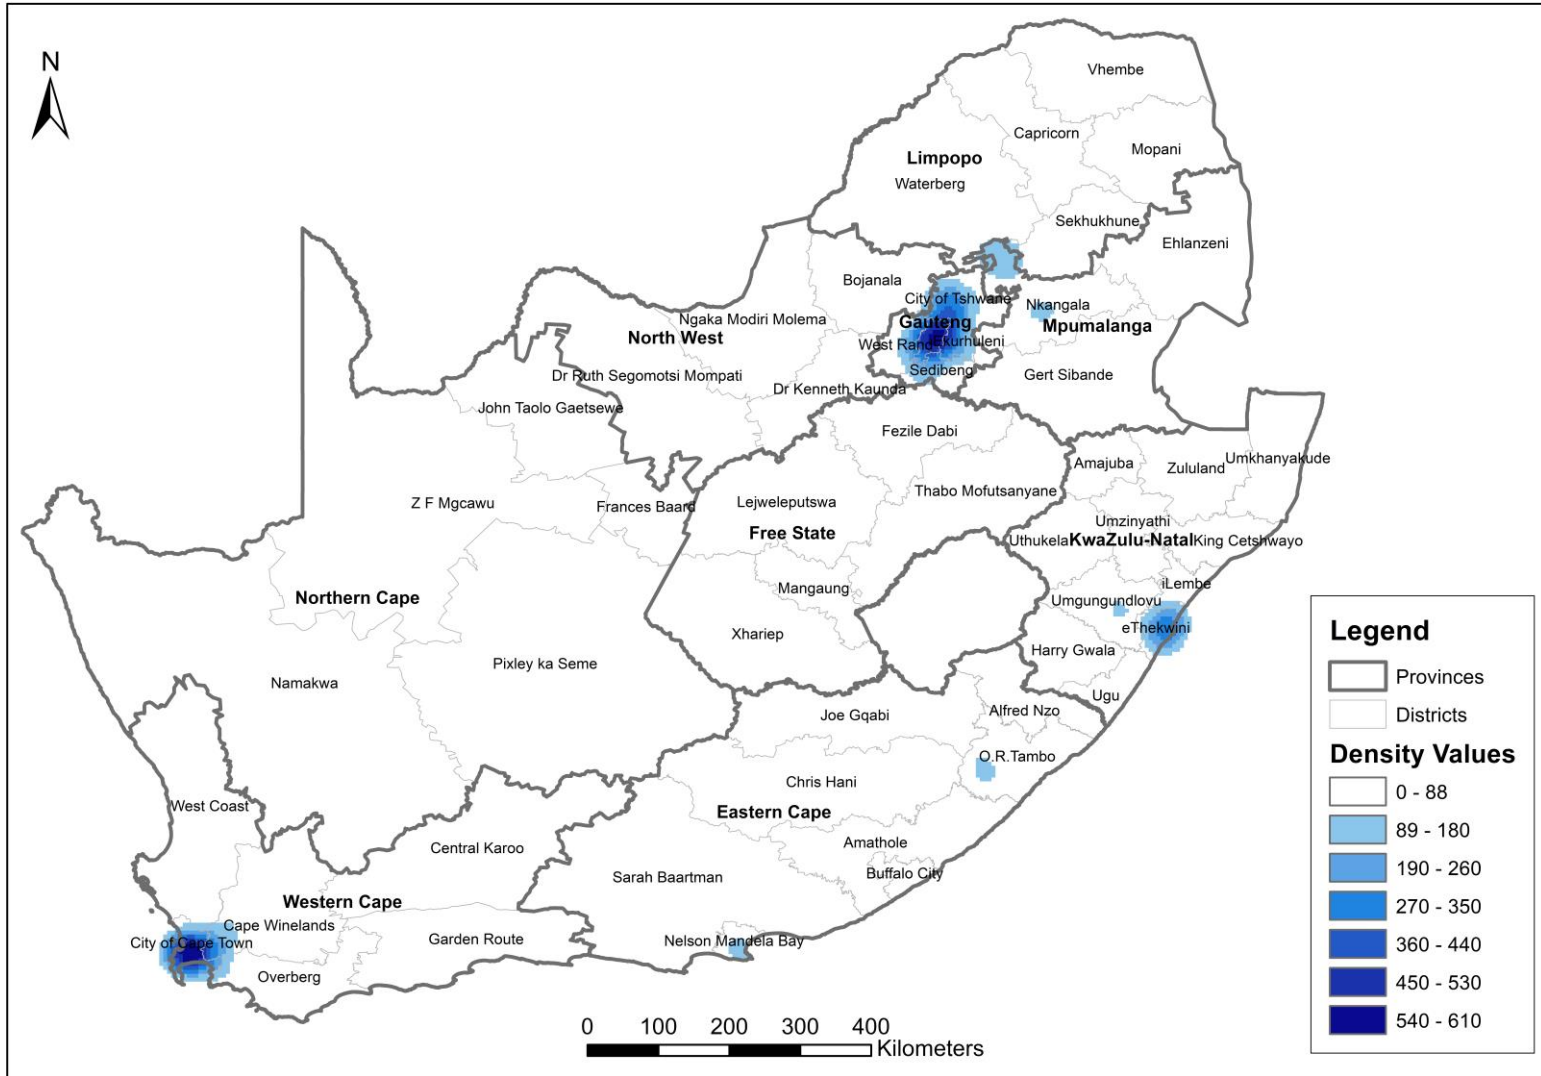 N
Vhembe
Capricorn
Mopani
Limpopo
Waterberg
Sekhukhune
Ehlanzeni
Bojanala
City of Tshwane
Nkangala
Ngaka Modiri Molema
Gauteng
Mpumalanga
North West
West Rand
Ekurhuleni
Sedibeng
Gert Sibande
Dr Ruth Segomotsi Mompati
Dr Kenneth Kaunda
John Taolo Gaetsewe
Fezile Dabi
Amajuba
Zululand
Umkhanyakude
Thabo Mofutsanyane
Z F Mgcawu
Frances Baard
Lejweleputswa
Umzinyathi
Free State
Uthukela
KwaZulu-Natal
King Cetshwayo
Mangaung
iLembe
Northern Cape
Umgungundlovu
eThekwini
Xhariep
Harry Gwala
Pixley ka Seme
Namakwa
Ugu
Joe Gqabi
Alfred Nzo
O.R.Tambo
Chris Hani
West Coast
Eastern Cape
Central Karoo
Amathole
Buffalo City
Sarah Baartman
Western Cape
Cape Winelands
City of Cape Town
Garden Route
Nelson Mandela Bay
Overberg
Legend
Provinces
Districts
Density Values
0 - 88
89 - 180
190 - 260
270 - 350
360 - 440
450 - 530
540 - 610
0 100 200 300 400
Kilometers